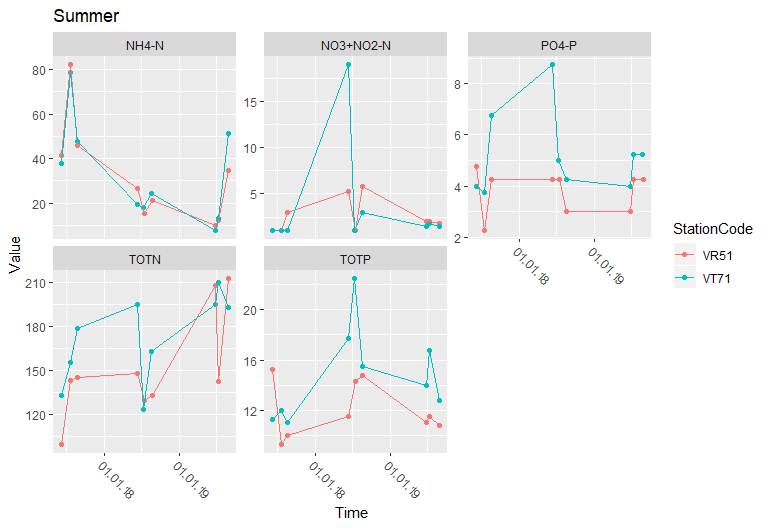 Summer
NH4-N
NO3+NO2-N
PO4-P
80
60
40
20
15
10
5
8
6
4
2
01.01.18
01.01.19
TOTN
TOTP
210
180
150
120
20
16
12
01.01.18
01.01.19
01.01.18
01.01.19
Value
Time
StationCode
VR51
VT71